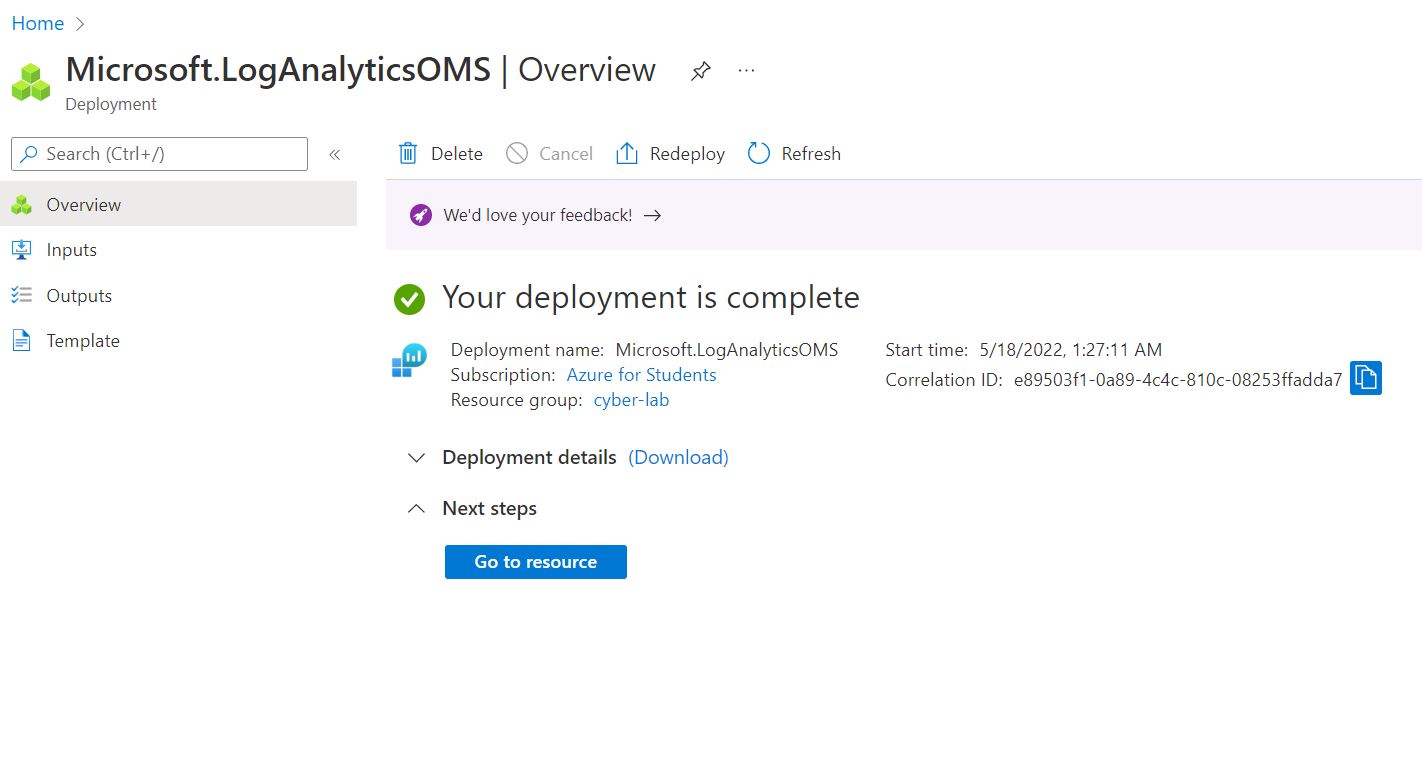 Home
Microsoft.LogAnalyticsOMS | Overview
Deployment
Search (Ctrl+/)
Overview
Inputs
Outputs
Template
Delete Cancel Redeploy Refresh
We'd love your feedback!
Your deployment is complete
Deployment name: Microsoft.LogAnalyticsOMS
Subscription: Azure for Students
Resource group: cyber-lab
Start time: 5/18/2022, 1:27:11 AM
Correlation ID: e89503f1-0a89-4c4c-810c-08253ffadda7
Deployment details (Download)
Next steps
Go to resource